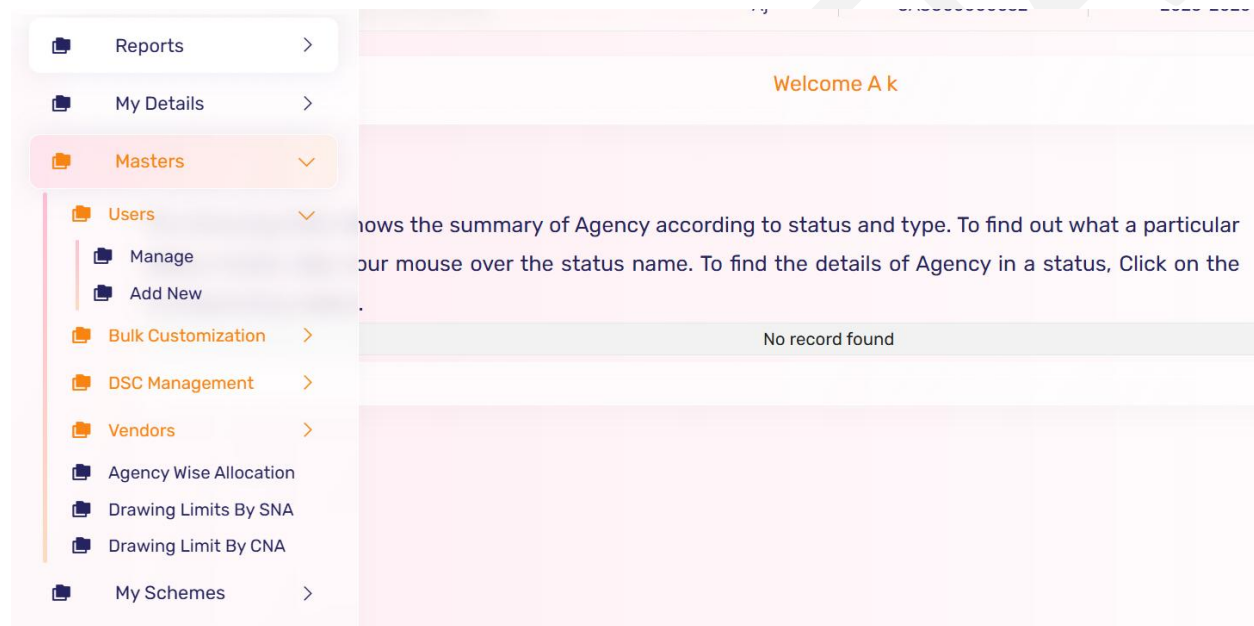 Reports
My Details
Masters
Users
Manage
Add New
Bulk Customization
DSC Management
Vendors
Agency Wise Allocation
Drawing Limits By SNA
Drawing Limit By CNA
My Schemes
Welcome A k
the summary of Agency according to status and type. To find out what a particular
mouse over the status name. To find the details of Agency in a status, Click on the
.
No record found